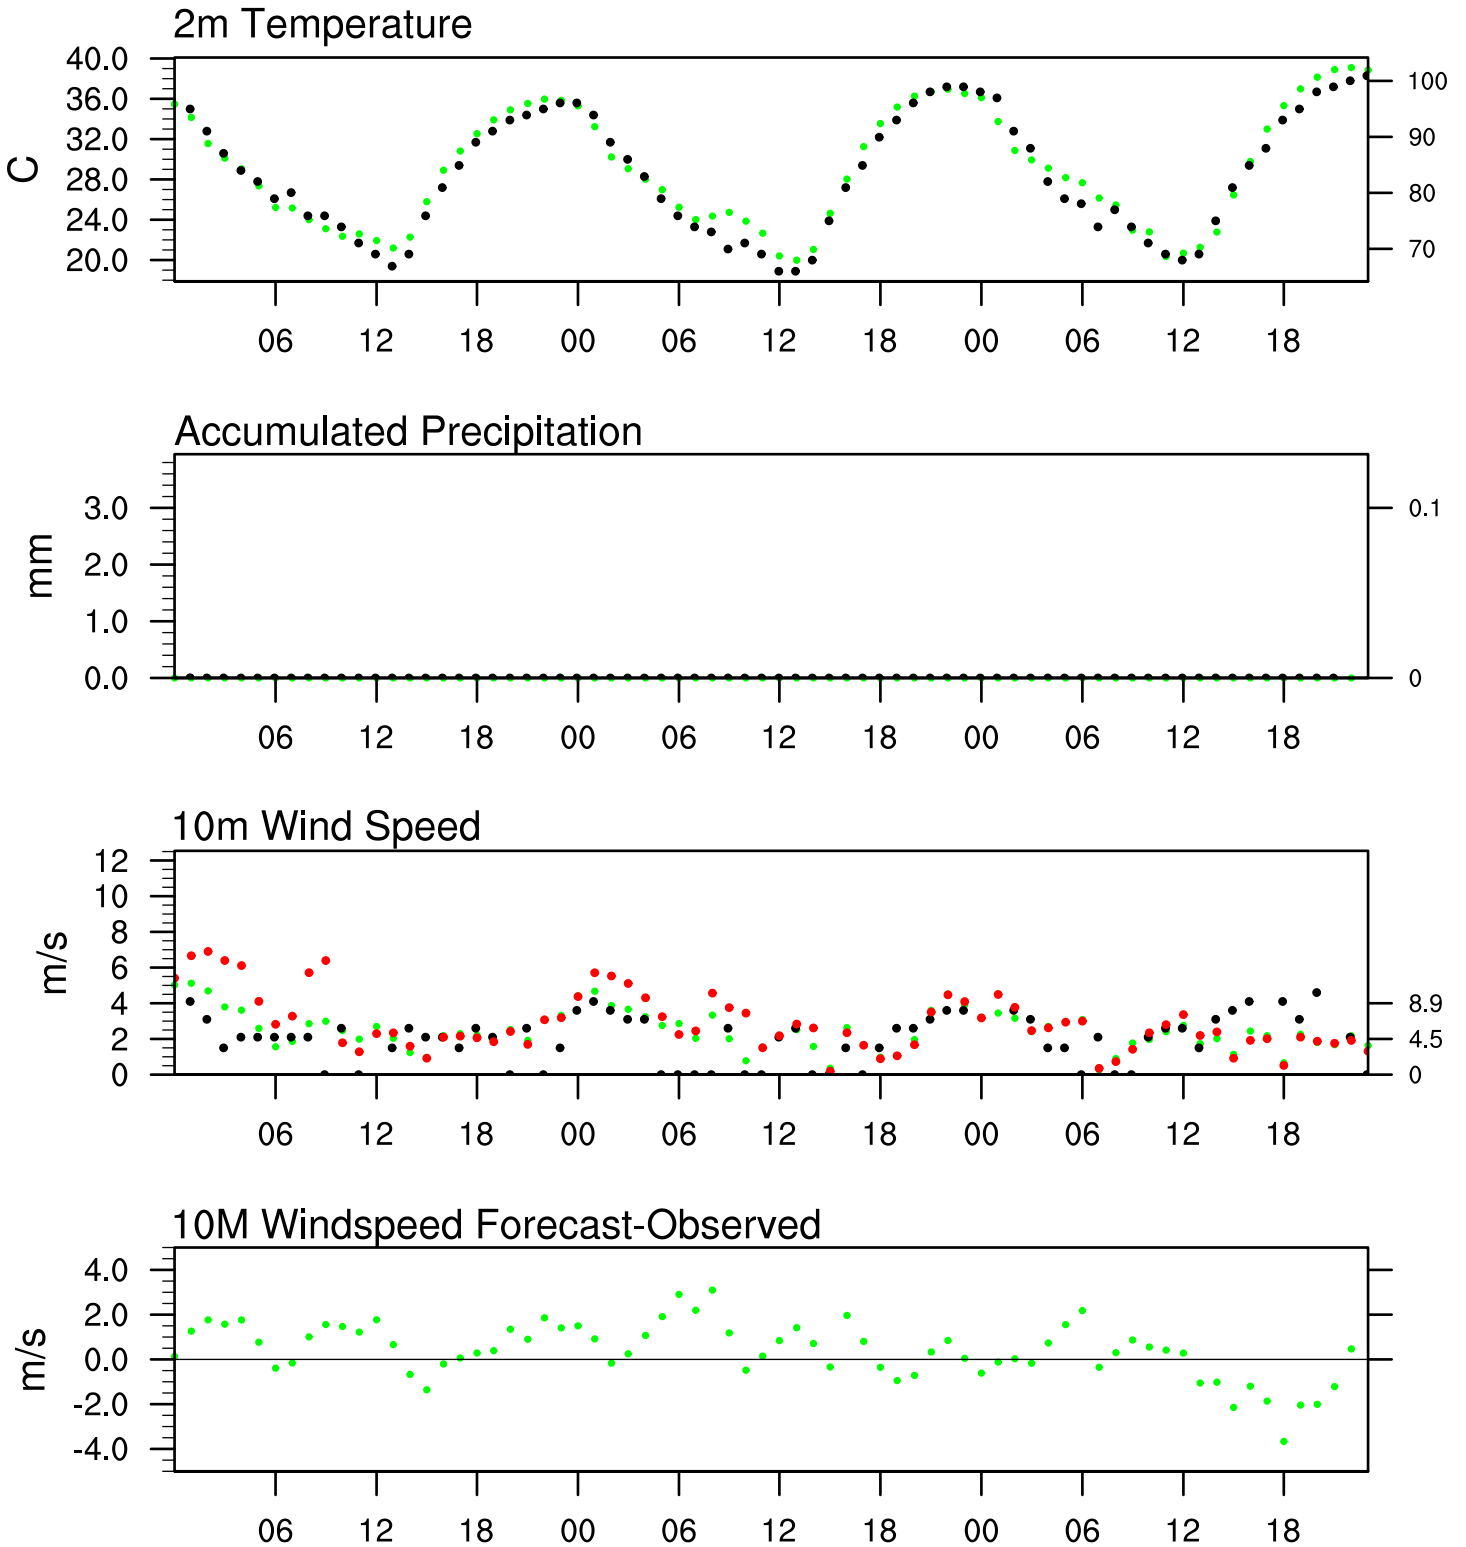 2m Temperature
40.0
36.0
32.0
28.0
24.0
20.0
C
100
90
80
70
06 12 18 00 06 12 18 00 06 12 18
Accumulated Precipitation
3.0
2.0
1.0
0.0
mm
0.1
0
06 12 18 00 06 12 18 00 06 12 18
10m Wind Speed
12
10
8
6
4
2
0
m/s
8.9
4.5
0
06 12 18 00 06 12 18 00 06 12 18
10M Windspeed Forecast-Observed
4.0
2.0
0.0
-2.0
-4.0
m/s
06 12 18 00 06 12 18 00 06 12 18